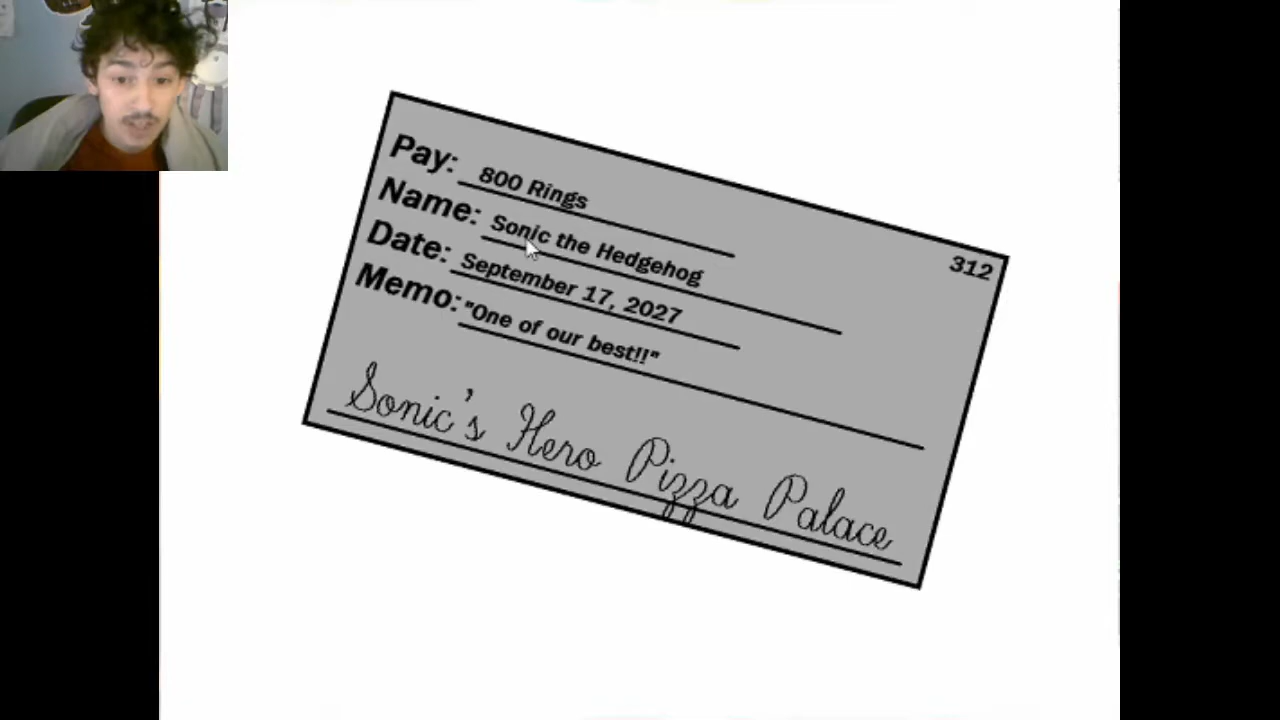 Pay: 800 Rings
312
Name: Sonic the Hedgehog
Date: September 17, 2027
Memo: "One of our best!!"
Sonic's Hero Pizza Palace